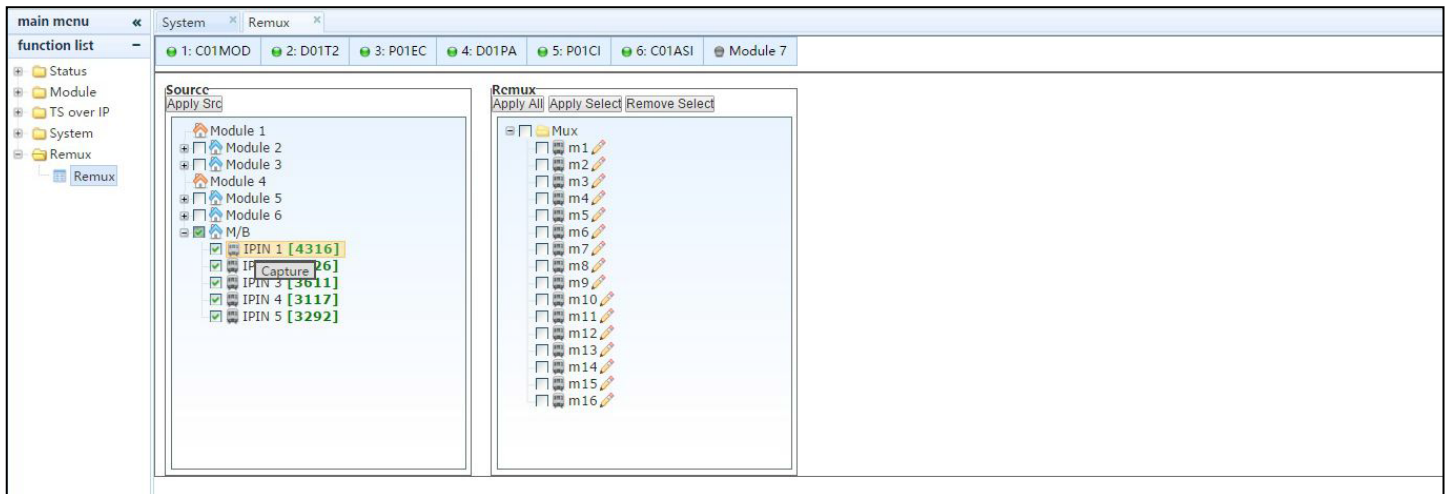 main menu «
System × Remux ×
function list −
1: C01MOD 2: D01T2 3: P01EC 4: D01PA 5: P01CI 6: C01ASI Module 7
Status
Module
TS over IP
System
Remux
Remux
Source
Apply Src
Module 1
Module 2
Module 3
Module 4
Module 5
Module 6
M/B
IPIN 1 [4316]
Capture
26]
IPIN 3 [3611]
IPIN 4 [3117]
IPIN 5 [3292]
Remux
Apply All Apply Select Remove Select
Mux
m1
m2
m3
m4
m5
m6
m7
m8
m9
m10
m11
m12
m13
m14
m15
m16